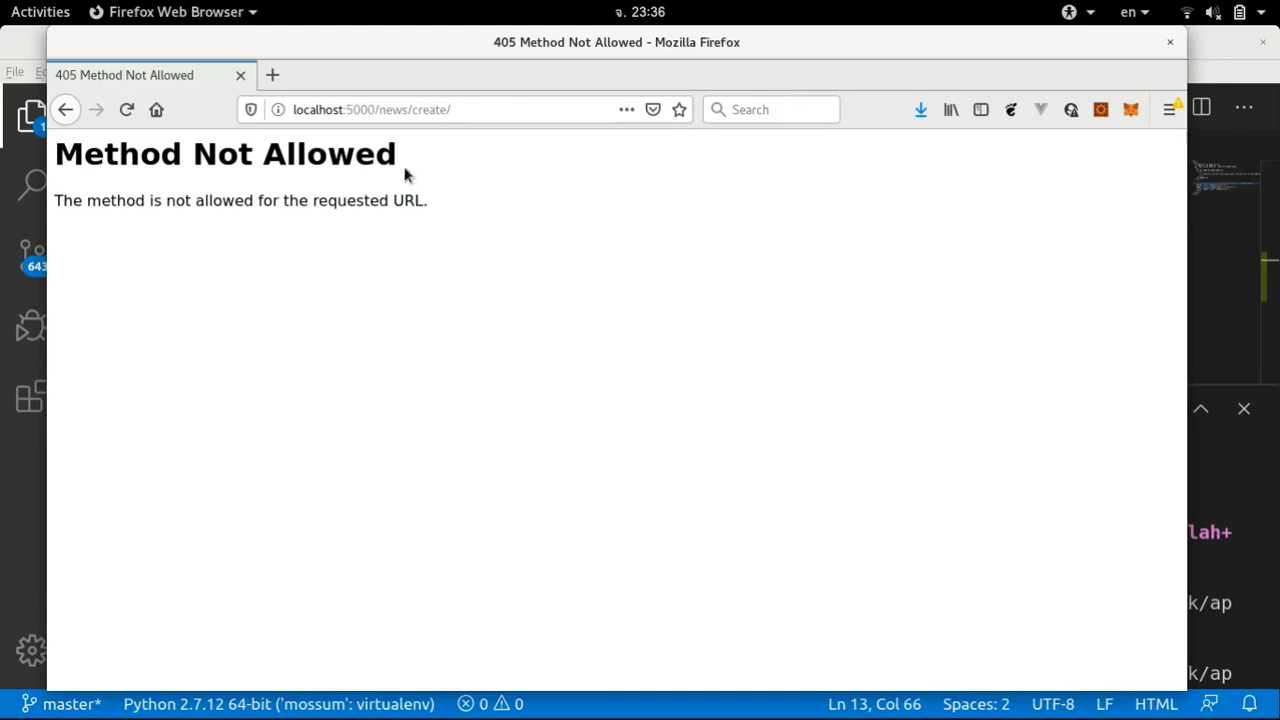 Activities
Firefox Web Browser
จ. 23:36
en
405 Method Not Allowed - Mozilla Firefox
File
405 Method Not Allowed
localhost:5000/news/create/
Search
1
Method Not Allowed
The method is not allowed for the requested URL.
643
lah+
k/ap
k/ap
master*
Python 2.7.12 64-bit ('mossum': virtualenv)
0
0
Ln 13, Col 66
Spaces: 2
UTF-8
LF
HTML